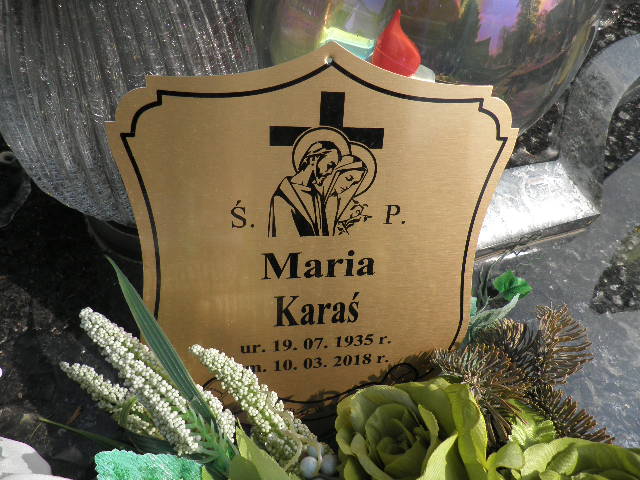 Ś. P.
Maria
Karaś
ur. 19. 07. 1935 r.
m. 10. 03. 2018 r.